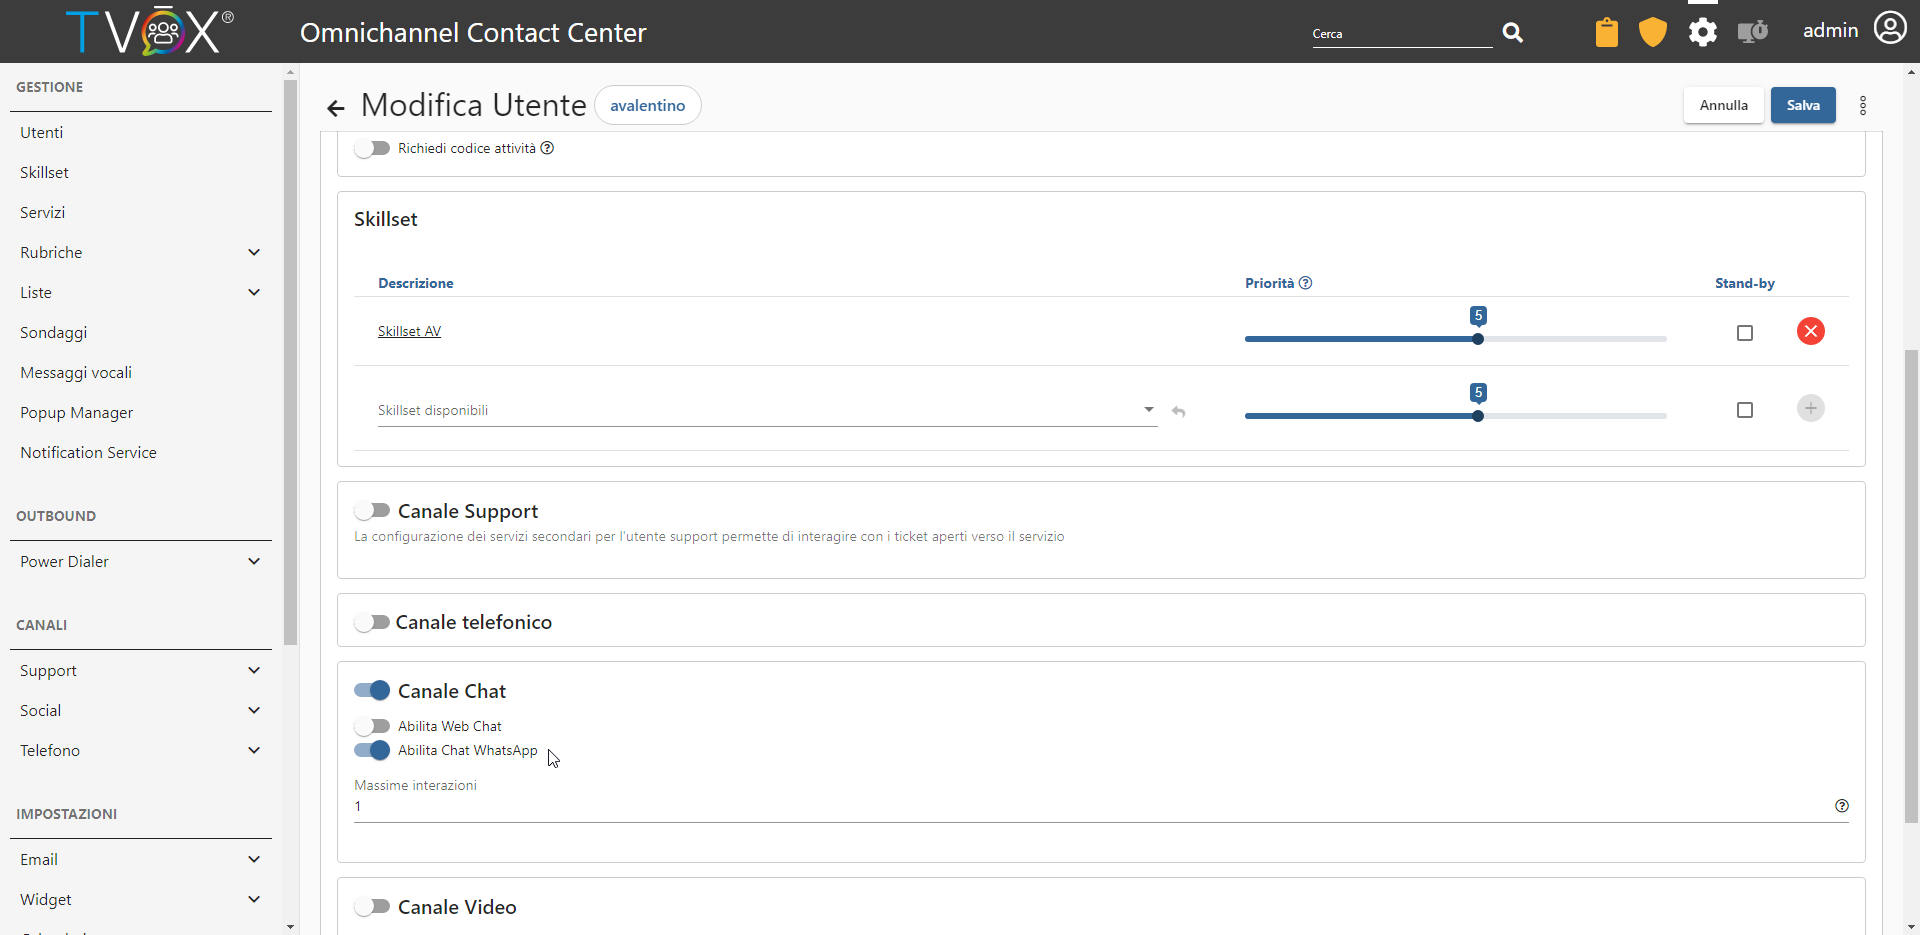 TVOX®
Omnichannel Contact Center
Cerca
admin
GESTIONE
Utenti
Skillset
Servizi
Rubriche
Liste
Sondaggi
Messaggi vocali
Popup Manager
Notification Service
OUTBOUND
Power Dialer
CANALI
Support
Social
Telefono
IMPOSTAZIONI
Email
Widget
Modifica Utente
avalentino
Annulla
Salva
Richiedi codice attività
Skillset
Descrizione
Priorità
Stand-by
Skillset AV
5
Skillset disponibili
5
Canale Support
La configurazione dei servizi secondari per l'utente support permette di interagire con i ticket aperti verso il servizio
Canale telefonico
Canale Chat
Abilita Web Chat
Abilita Chat WhatsApp
Massime interazioni
1
Canale Video